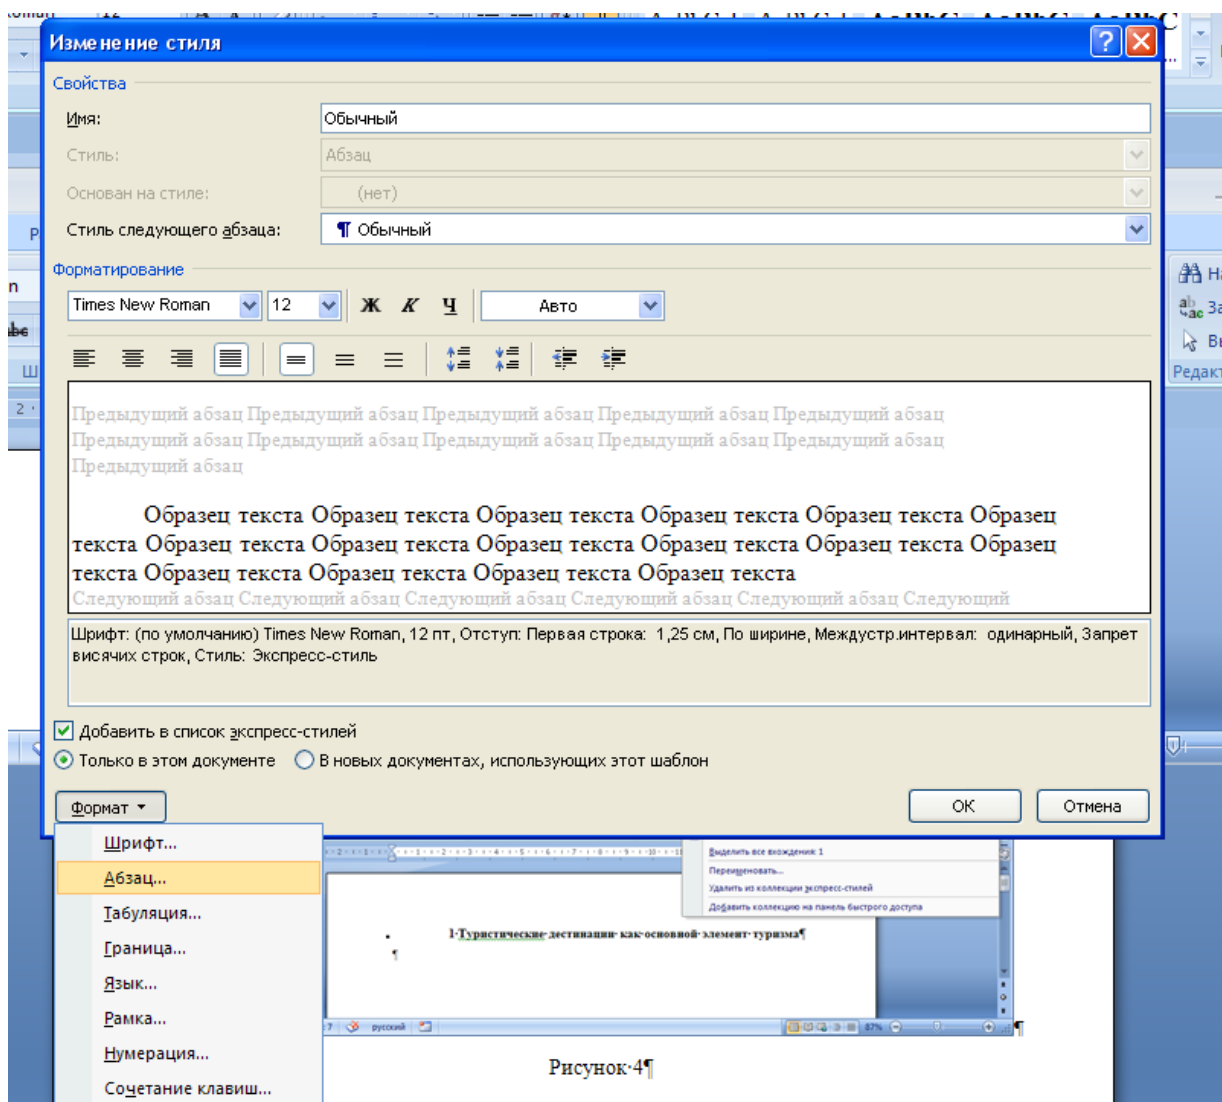 12
Изменение стиля
Свойства
Имя:
Обычный
Стиль:
Абзац
Основан на стиле:
(нет)
Стиль следующего абзаца:
¶ Обычный
Форматирование
Times New Roman
12
Ж К Ч
Авто
Предыдущий абзац Предыдущий абзац Предыдущий абзац Предыдущий абзац Предыдущий абзац
Предыдущий абзац Предыдущий абзац Предыдущий абзац Предыдущий абзац Предыдущий абзац
Предыдущий абзац
Образец текста Образец текста Образец текста Образец текста Образец текста Образец
текста Образец текста Образец текста Образец текста Образец текста Образец текста Образец
текста Образец текста Образец текста Образец текста Образец текста
Следующий абзац Следующий абзац Следующий абзац Следующий абзац Следующий абзац Следующий
Шрифт: (по умолчанию) Times New Roman, 12 пт, Отступ: Первая строка: 1,25 см, По ширине, Междустр.интервал: одинарный, Запрет
висячих строк, Стиль: Экспресс-стиль
Добавить в список экспресс-стилей
Только в этом документе
В новых документах, использующих этот шаблон
Формат
ОК
Отмена
Шрифт...
Абзац...
Табуляция...
Граница...
Язык...
Рамка...
Нумерация...
Сочетание клавиш...
Выделить все вхождения: 1
Переименовать...
Удалить из коллекции экспресс-стилей
Добавить коллекцию на панель быстрого доступа
1·Туристические·дестинации·как·основной·элемент·туризма¶
¶
русский
87%
¶
Рисунок·4¶